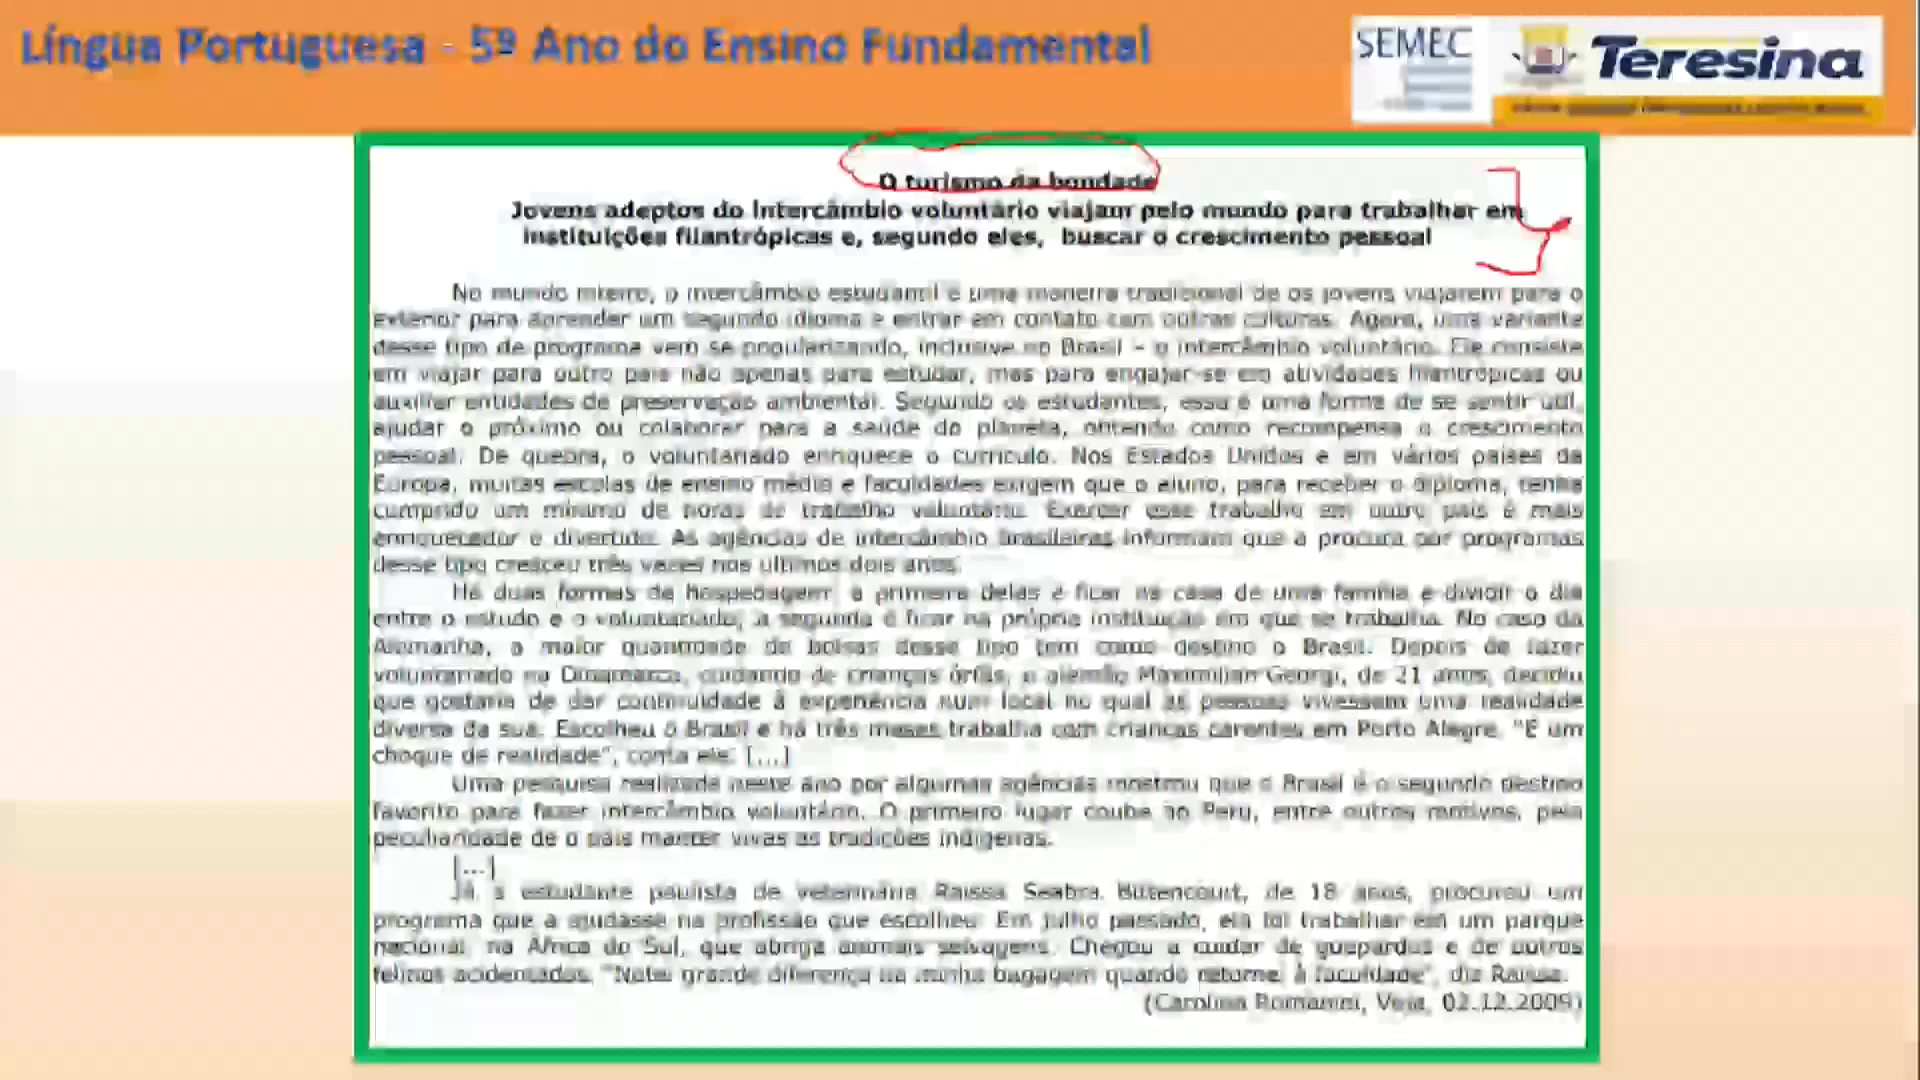 Língua Portuguesa - 5º Ano do Ensino Fundamental
SEMEC
Teresina
O turismo da bondade
Jovens adeptos do intercâmbio voluntário viajam pelo mundo para trabalhar em
instituições filantrópicas e, segundo eles, buscar o crescimento pessoal
No mundo inteiro, o intercâmbio estudantil é uma maneira tradicional de os jovens viajarem para o
exterior para aprender um segundo idioma e entrar em contato com outras culturas. Agora, uma variante
desse tipo de programa vem se popularizando, inclusive no Brasil – o intercâmbio voluntário. Ele consiste
em viajar para outro país não apenas para estudar, mas para engajar-se em atividades filantrópicas ou
auxiliar entidades de preservação ambiental. Segundo os estudantes, essa é uma forma de se sentir útil,
ajudar o próximo ou colaborar para a saúde do planeta, obtendo como recompensa o crescimento
pessoal. De quebra, o voluntariado enriquece o currículo. Nos Estados Unidos e em vários países da
Europa, muitas escolas de ensino médio e faculdades exigem que o aluno, para receber o diploma, tenha
cumprido um mínimo de horas de trabalho voluntário. Exercer esse trabalho em outro país é mais
enriquecedor e divertido. As agências de intercâmbio brasileiras informam que a procura por programas
desse tipo cresceu três vezes nos últimos dois anos.
Há duas formas de hospedagem: a primeira delas é ficar na casa de uma família e dividir o dia
entre o estudo e o voluntariado; a segunda é ficar na própria instituição em que se trabalha. No caso da
Alemanha, a maior quantidade de bolsas desse tipo tem como destino o Brasil. Depois de fazer
voluntariado na Dinamarca, cuidando de crianças órfãs, o alemão Maximilian Georgi, de 21 anos, decidiu
que gostaria de dar continuidade à experiência num local no qual as pessoas vivessem uma realidade
diversa da sua. Escolheu o Brasil e há três meses trabalha com crianças carentes em Porto Alegre. "É um
choque de realidade", conta ele. [...]
Uma pesquisa realizada neste ano por algumas agências mostrou que o Brasil é o segundo destino
favorito para fazer intercâmbio voluntário. O primeiro lugar coube ao Peru, entre outros motivos, pela
peculiaridade de o país manter vivas as tradições indígenas.
[...]
Já a estudante paulista de veterinária Raissa Seabra Bittencourt, de 18 anos, procurou um
programa que a ajudasse na profissão que escolheu. Em julho passado, ela foi trabalhar em um parque
nacional, na África do Sul, que abriga animais selvagens. Chegou a cuidar de guepardos e de outros
felinos acidentados. "Notei grande diferença na minha bagagem quando retornei à faculdade", diz Raissa.
(Carolina Romanini, Veja, 02.12.2009)